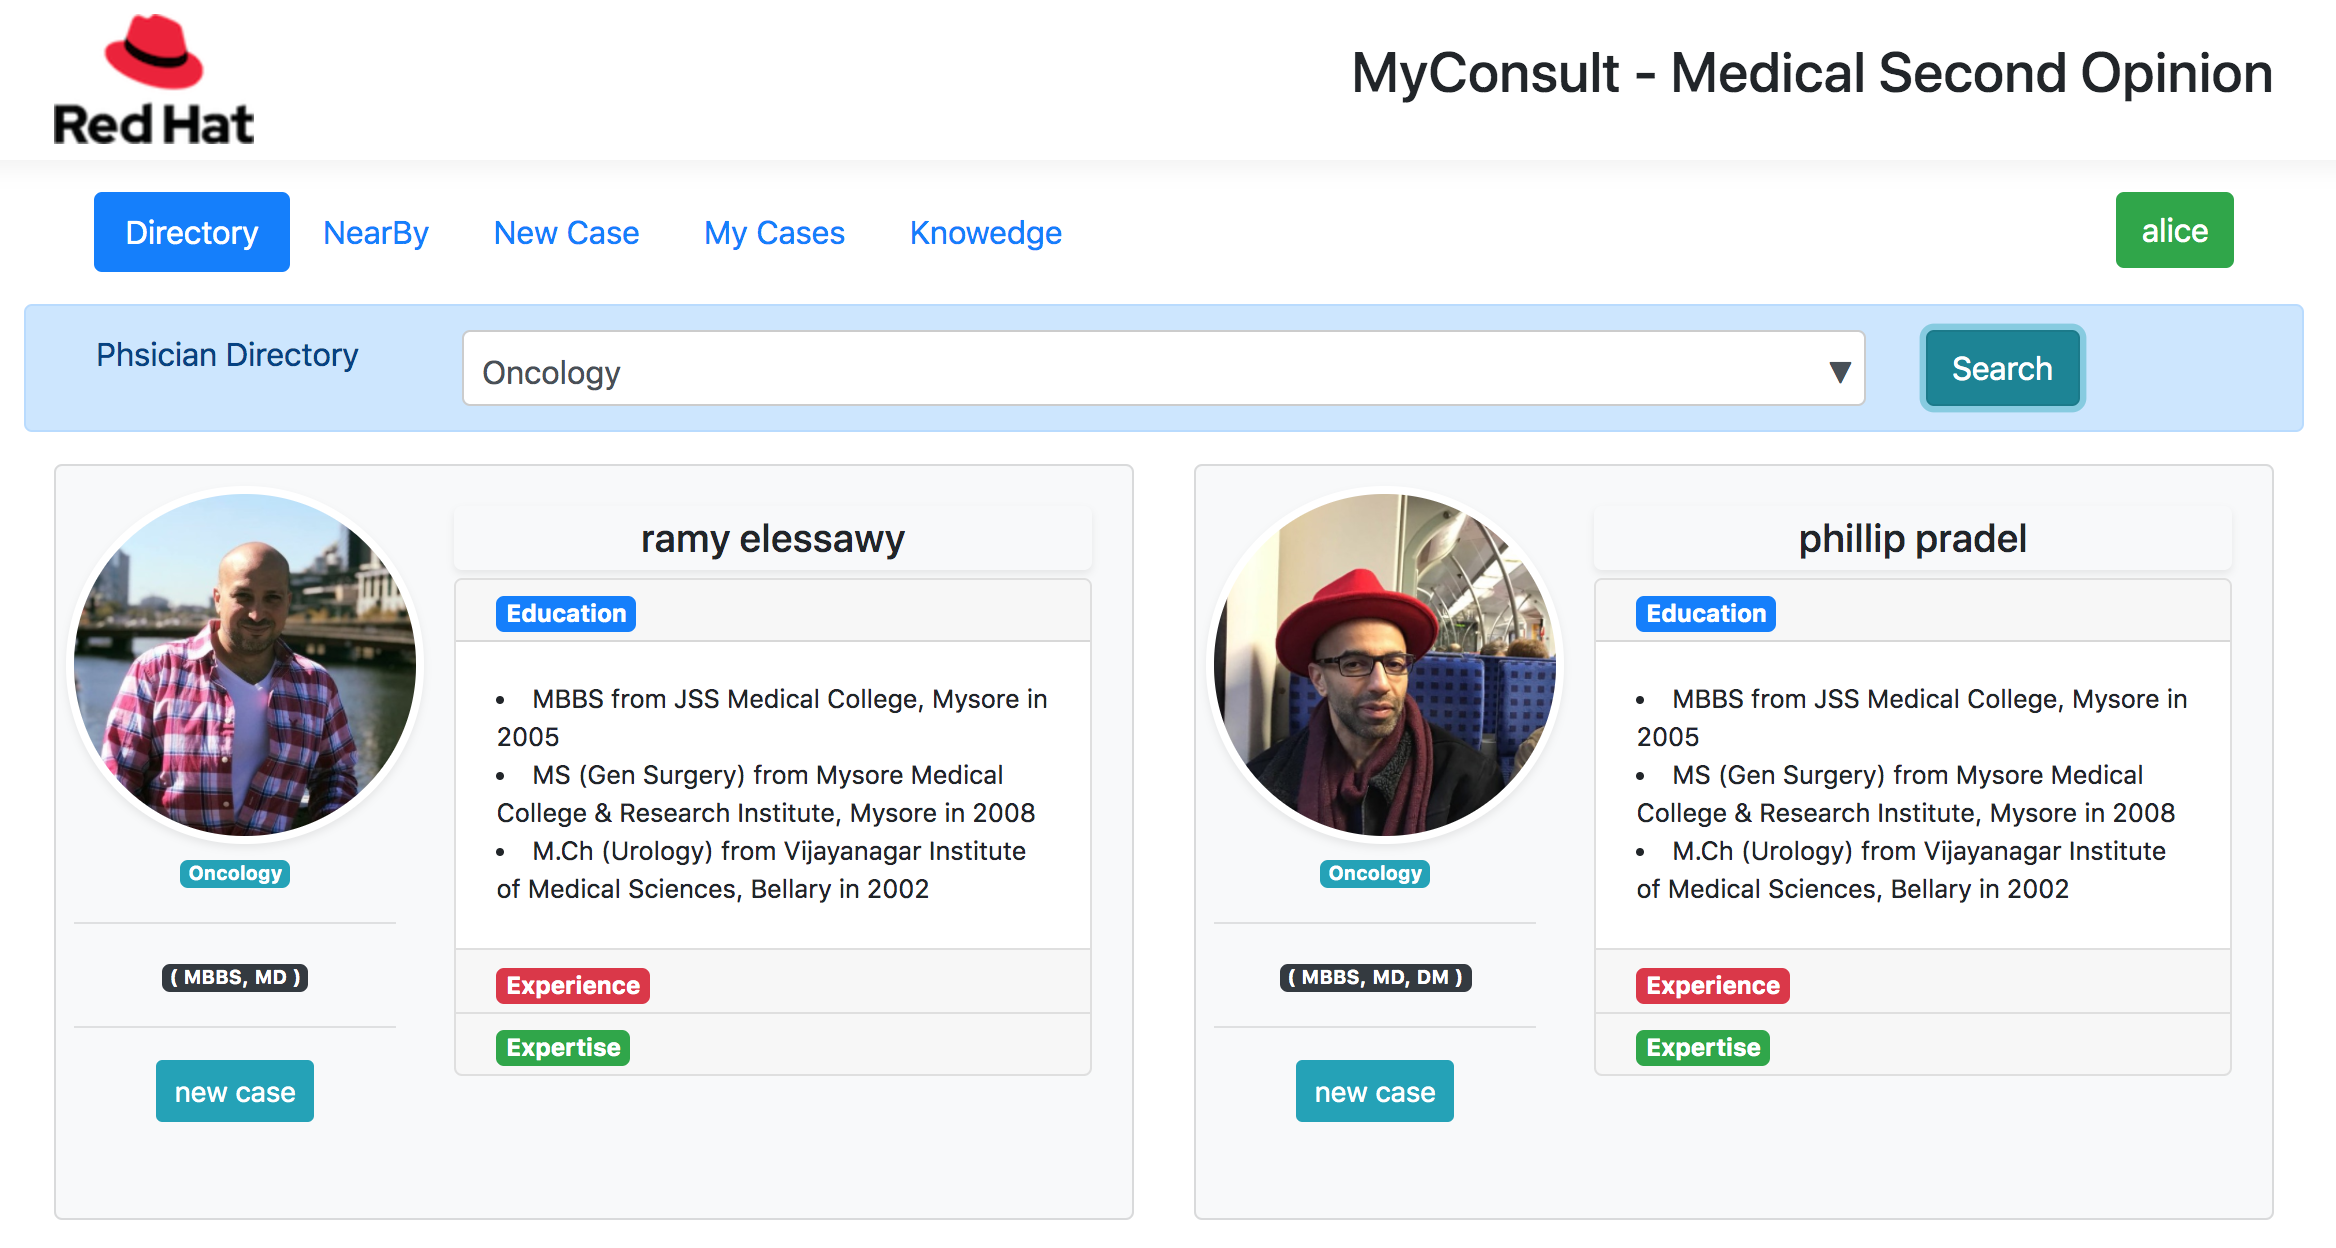 Red Hat
MyConsult - Medical Second Opinion
Directory
NearBy
New Case
My Cases
Knowedge
alice
Phsician Directory
Oncology
Search
ramy elessawy
Education
• MBBS from JSS Medical College, Mysore in
2005
• MS (Gen Surgery) from Mysore Medical
College & Research Institute, Mysore in 2008
• M.Ch (Urology) from Vijayanagar Institute
of Medical Sciences, Bellary in 2002
Experience
Expertise
Oncology
( MBBS, MD )
new case
phillip pradel
Education
• MBBS from JSS Medical College, Mysore in
2005
• MS (Gen Surgery) from Mysore Medical
College & Research Institute, Mysore in 2008
• M.Ch (Urology) from Vijayanagar Institute
of Medical Sciences, Bellary in 2002
Experience
Expertise
Oncology
( MBBS, MD, DM )
new case